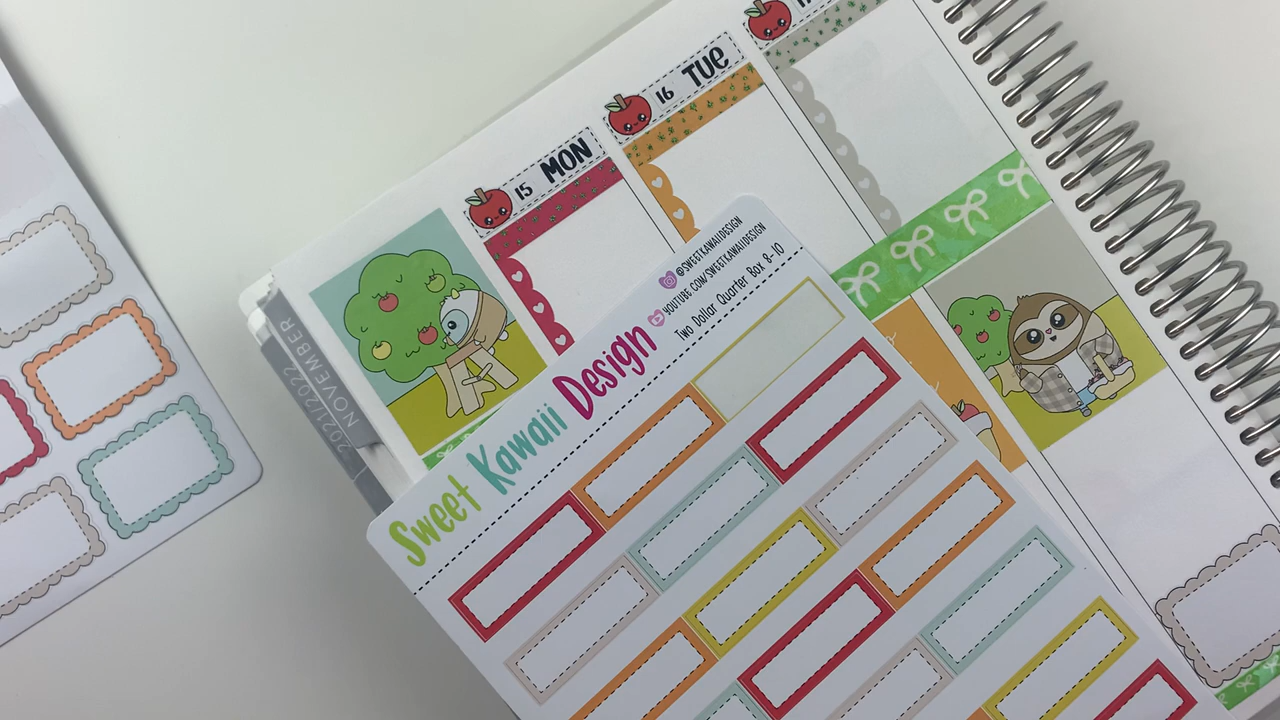 16 TUE
15 MON
@SWEETKAWAIIDESIGN
YOUTUBE.COM/SWEETKAWAIIDESIGN
Two Dollar Quarter Box 8-10
Sweet Kawaii Design
2021/2022
NOVEMBER